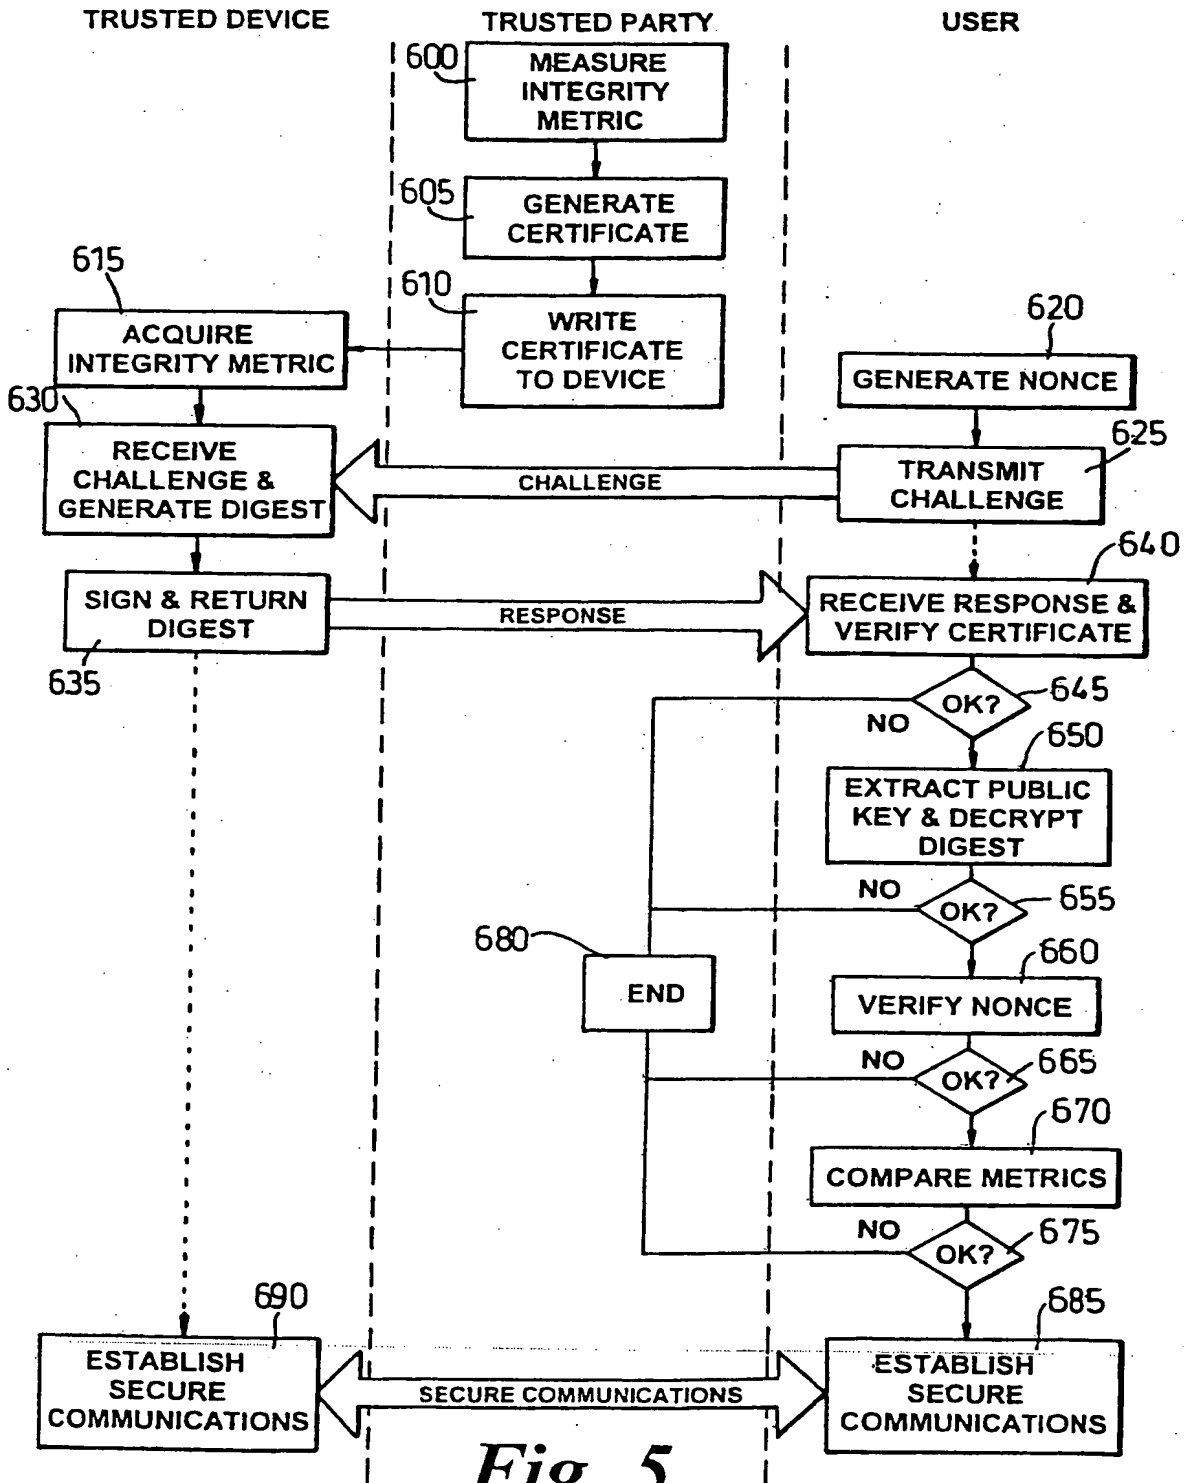 TRUSTED DEVICE
TRUSTED PARTY
USER
600
MEASURE
INTEGRITY
METRIC
605
GENERATE
CERTIFICATE
610
WRITE
CERTIFICATE
TO DEVICE
615
ACQUIRE
INTEGRITY METRIC
620
GENERATE NONCE
630
RECEIVE
CHALLENGE &
GENERATE DIGEST
CHALLENGE
625
TRANSMIT
CHALLENGE
SIGN & RETURN
DIGEST
635
RESPONSE
640
RECEIVE RESPONSE &
VERIFY CERTIFICATE
OK?
645
NO
650
EXTRACT PUBLIC
KEY & DECRYPT
DIGEST
NO
OK?
655
680
END
660
VERIFY NONCE
NO
OK?
665
670
COMPARE METRICS
NO
OK?
675
690
ESTABLISH
SECURE
COMMUNICATIONS
SECURE COMMUNICATIONS
685
ESTABLISH
SECURE
COMMUNICATIONS
Fig. 5